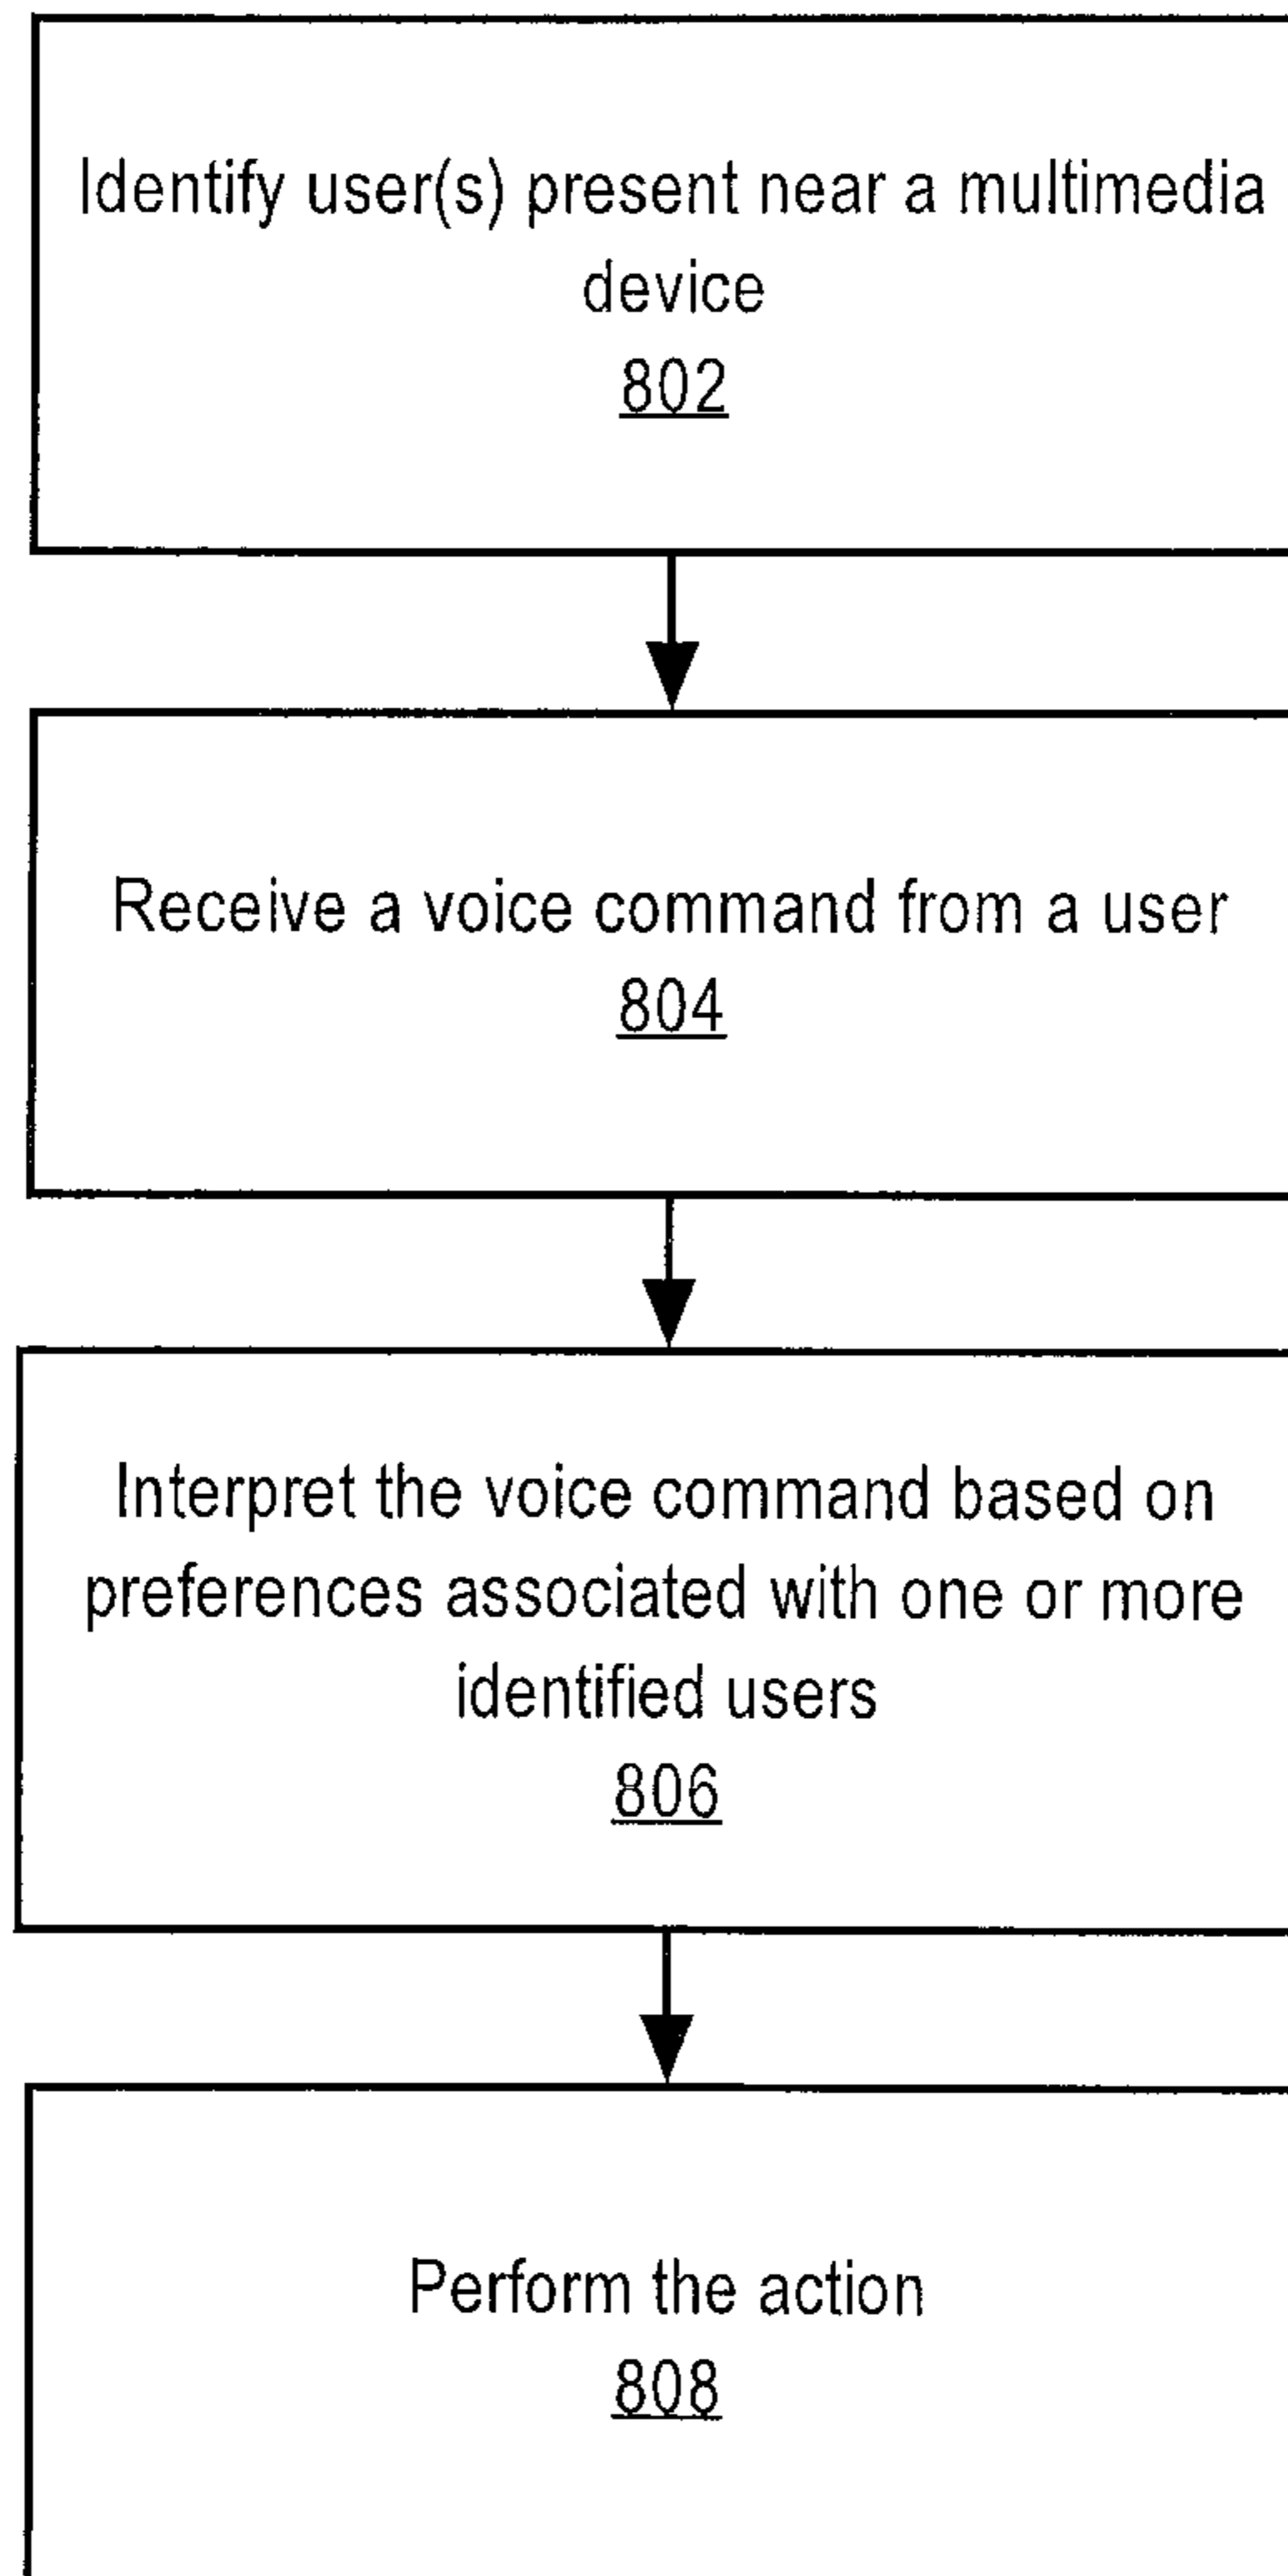 Identify user(s) present near a multimedia
device
802
Receive a voice command from a user
804
Interpret the voice command based on
preferences associated with one or more
identified users
806
Perform the action
808